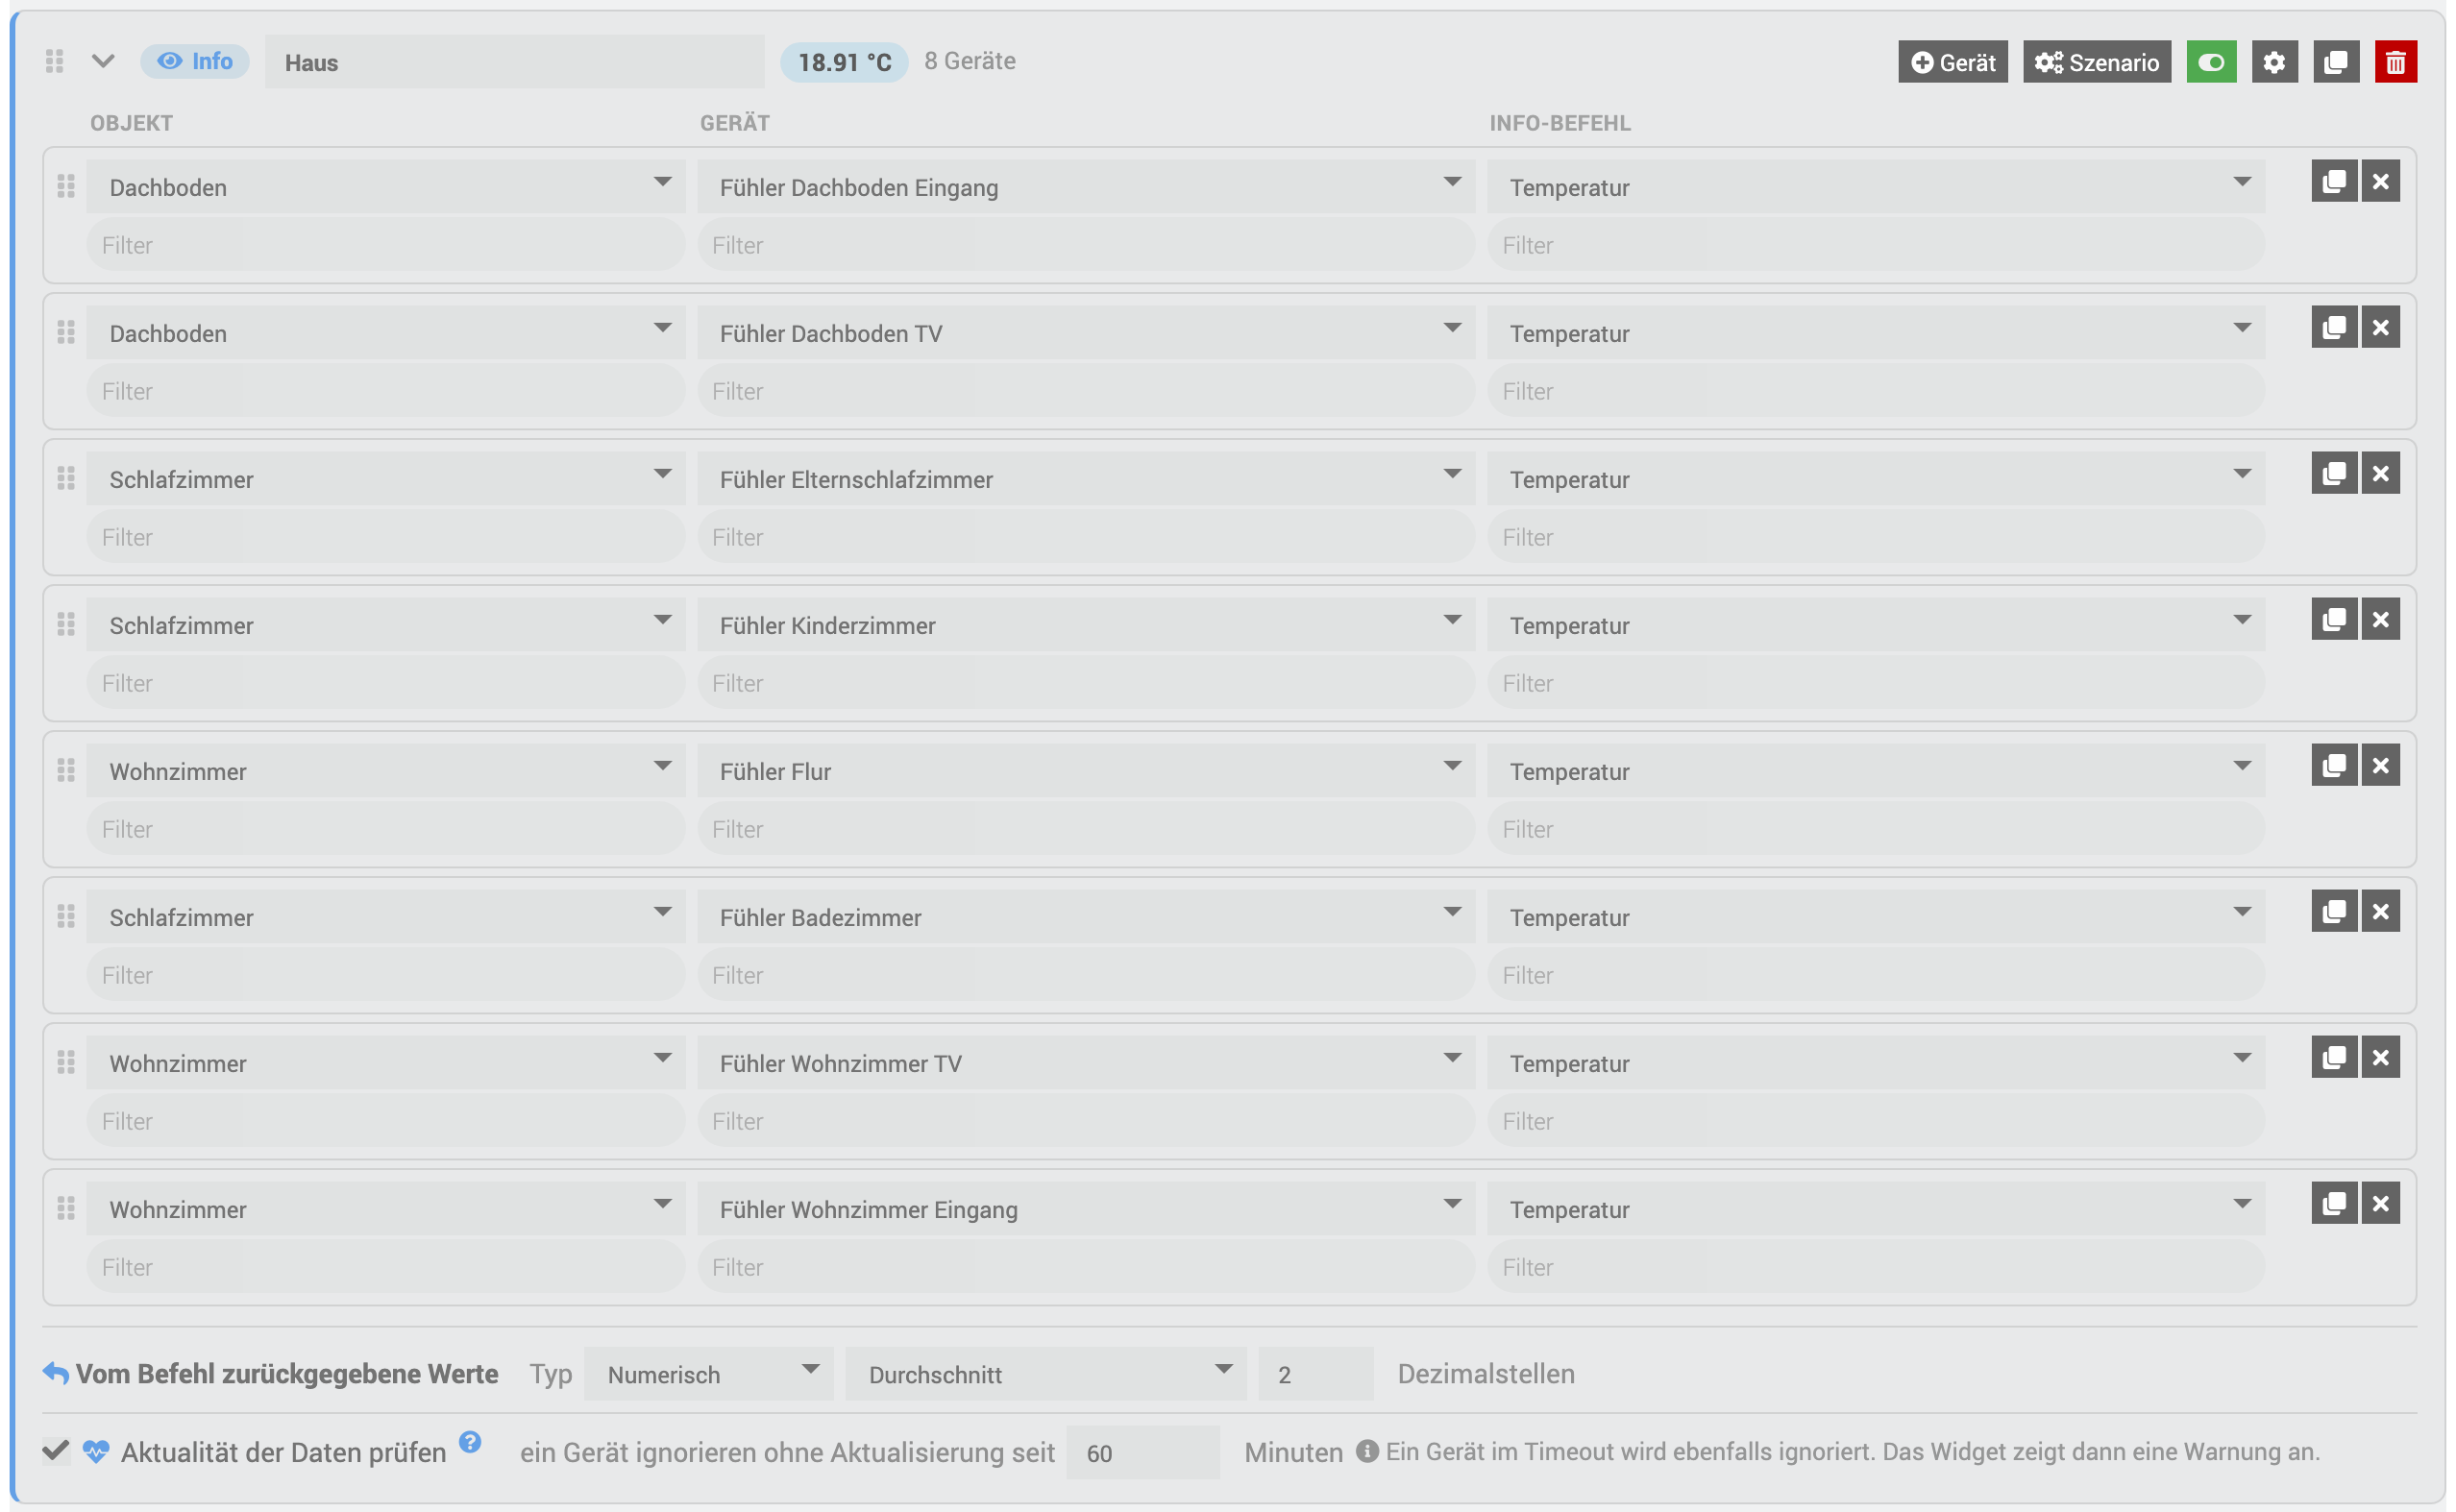 Info Haus 18.91 °C 8 Geräte Gerät Szenario
OBJEKT GERÄT INFO-BEFEHL
Dachboden Fühler Dachboden Eingang Temperatur
Filter Filter Filter
Dachboden Fühler Dachboden TV Temperatur
Filter Filter Filter
Schlafzimmer Fühler Elternschlafzimmer Temperatur
Filter Filter Filter
Schlafzimmer Fühler Kinderzimmer Temperatur
Filter Filter Filter
Wohnzimmer Fühler Flur Temperatur
Filter Filter Filter
Schlafzimmer Fühler Badezimmer Temperatur
Filter Filter Filter
Wohnzimmer Fühler Wohnzimmer TV Temperatur
Filter Filter Filter
Wohnzimmer Fühler Wohnzimmer Eingang Temperatur
Filter Filter Filter
Vom Befehl zurückgegebene Werte Typ Numerisch Durchschnitt 2 Dezimalstellen
Aktualität der Daten prüfen ? ein Gerät ignorieren ohne Aktualisierung seit 60 Minuten Ein Gerät im Timeout wird ebenfalls ignoriert. Das Widget zeigt dann eine Warnung an.